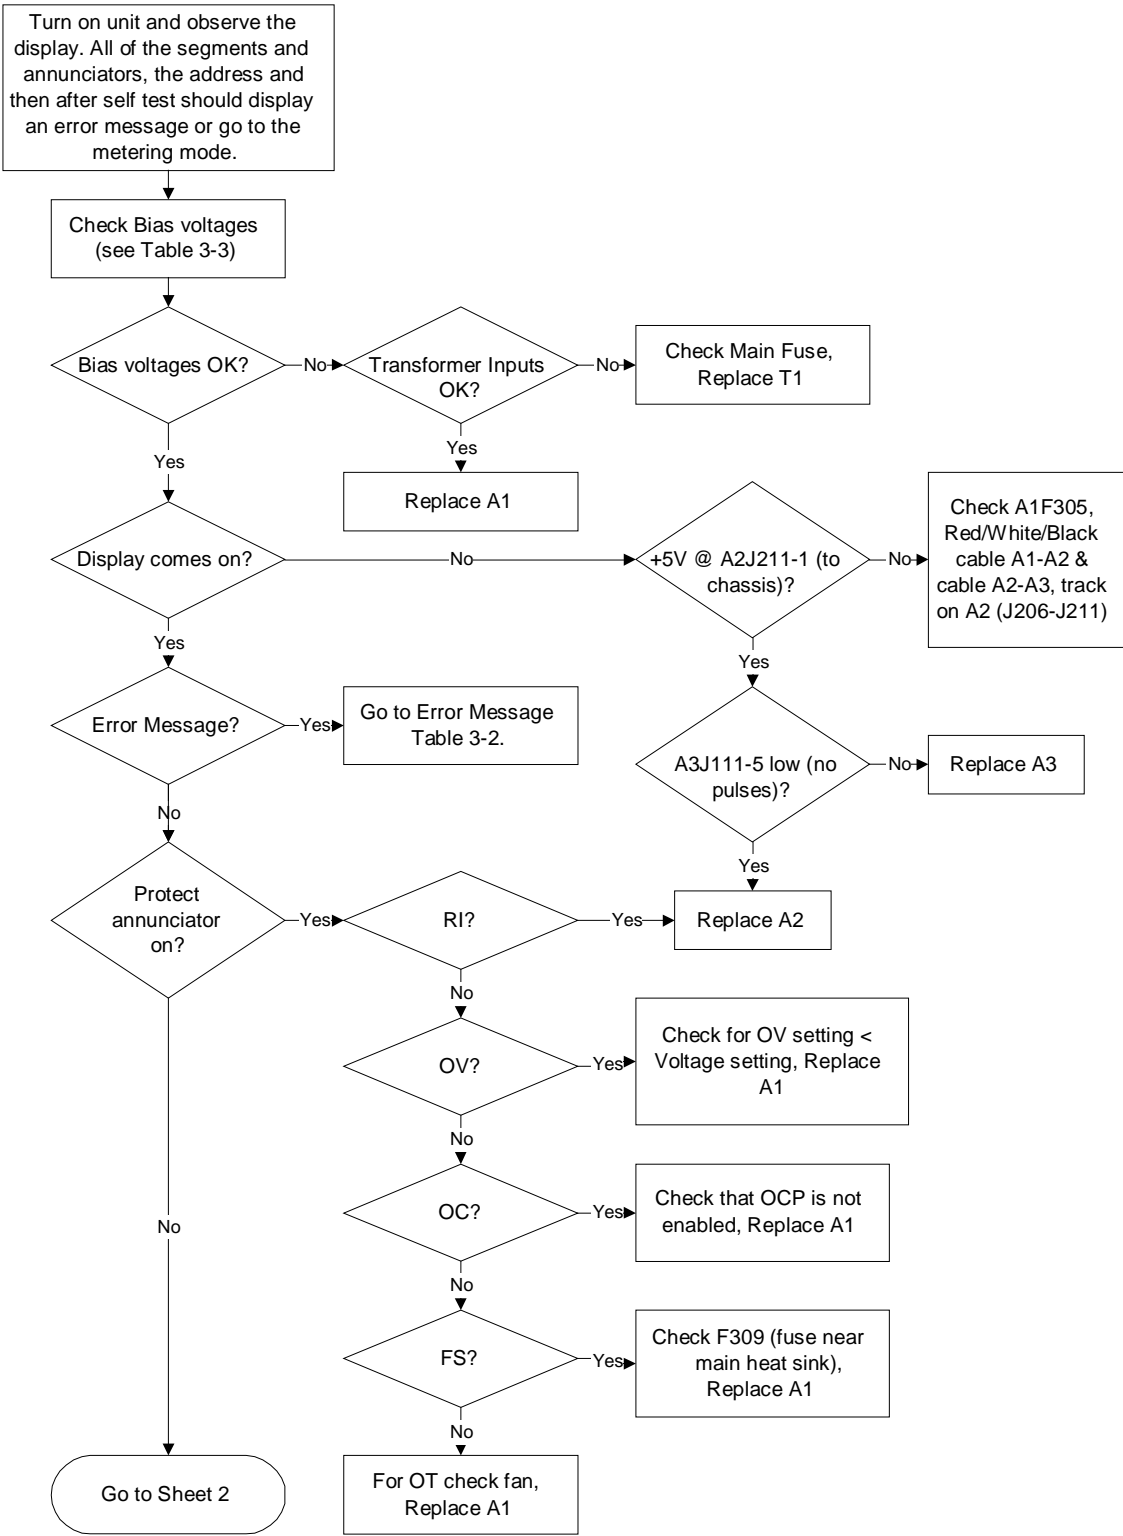 Turn on unit and observe the
display. All of the segments and
annunciators, the address and
then after self test should display
an error message or go to the
metering mode.
Check Bias voltages
(see Table 3-3)
Bias voltages OK?
No
Transformer Inputs
OK?
No
Check Main Fuse,
Replace T1
Yes
Yes
Replace A1
Display comes on?
No
+5V @ A2J211-1 (to
chassis)?
No
Check A1F305,
Red/White/Black
cable A1-A2 &
cable A2-A3, track
on A2 (J206-J211)
Yes
Yes
Error Message?
Yes
Go to Error Message
Table 3-2.
A3J111-5 low (no
pulses)?
No
Replace A3
No
Yes
Protect
annunciator
on?
Yes
RI?
Yes
Replace A2
No
OV?
Yes
Check for OV setting <
Voltage setting, Replace
A1
No
OC?
Yes
Check that OCP is not
enabled, Replace A1
No
No
FS?
Yes
Check F309 (fuse near
main heat sink),
Replace A1
No
Go to Sheet 2
For OT check fan,
Replace A1